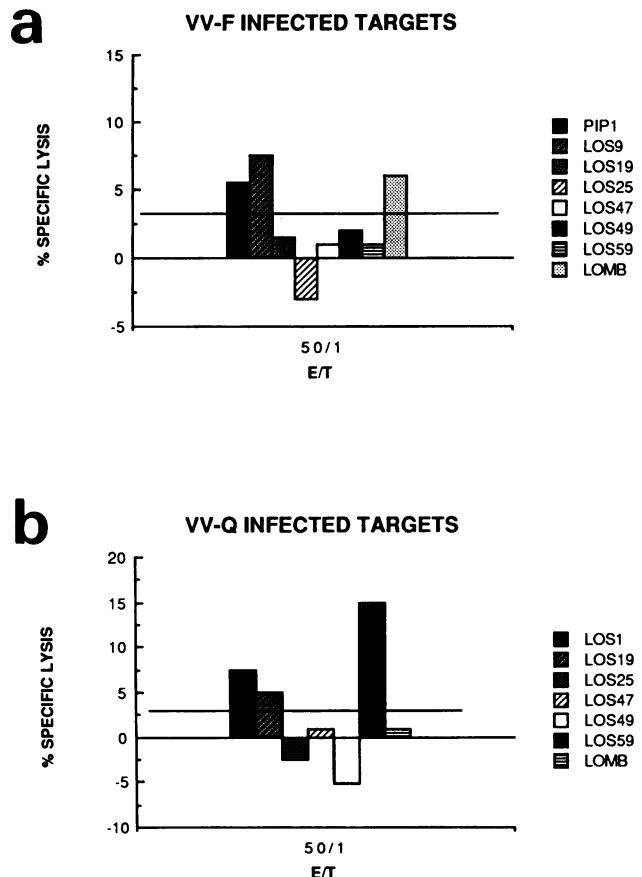 a
VV-F INFECTED TARGETS
15
10
5
0
-5
% SPECIFIC LYSIS
50/1
E/T
PIP1
LOS9
LOS19
LOS25
LOS47
LOS49
LOS59
LOMB
b
VV-Q INFECTED TARGETS
20
15
10
5
0
-5
-10
% SPECIFIC LYSIS
50/1
E/T
LOS1
LOS19
LOS25
LOS47
LOS49
LOS59
LOMB